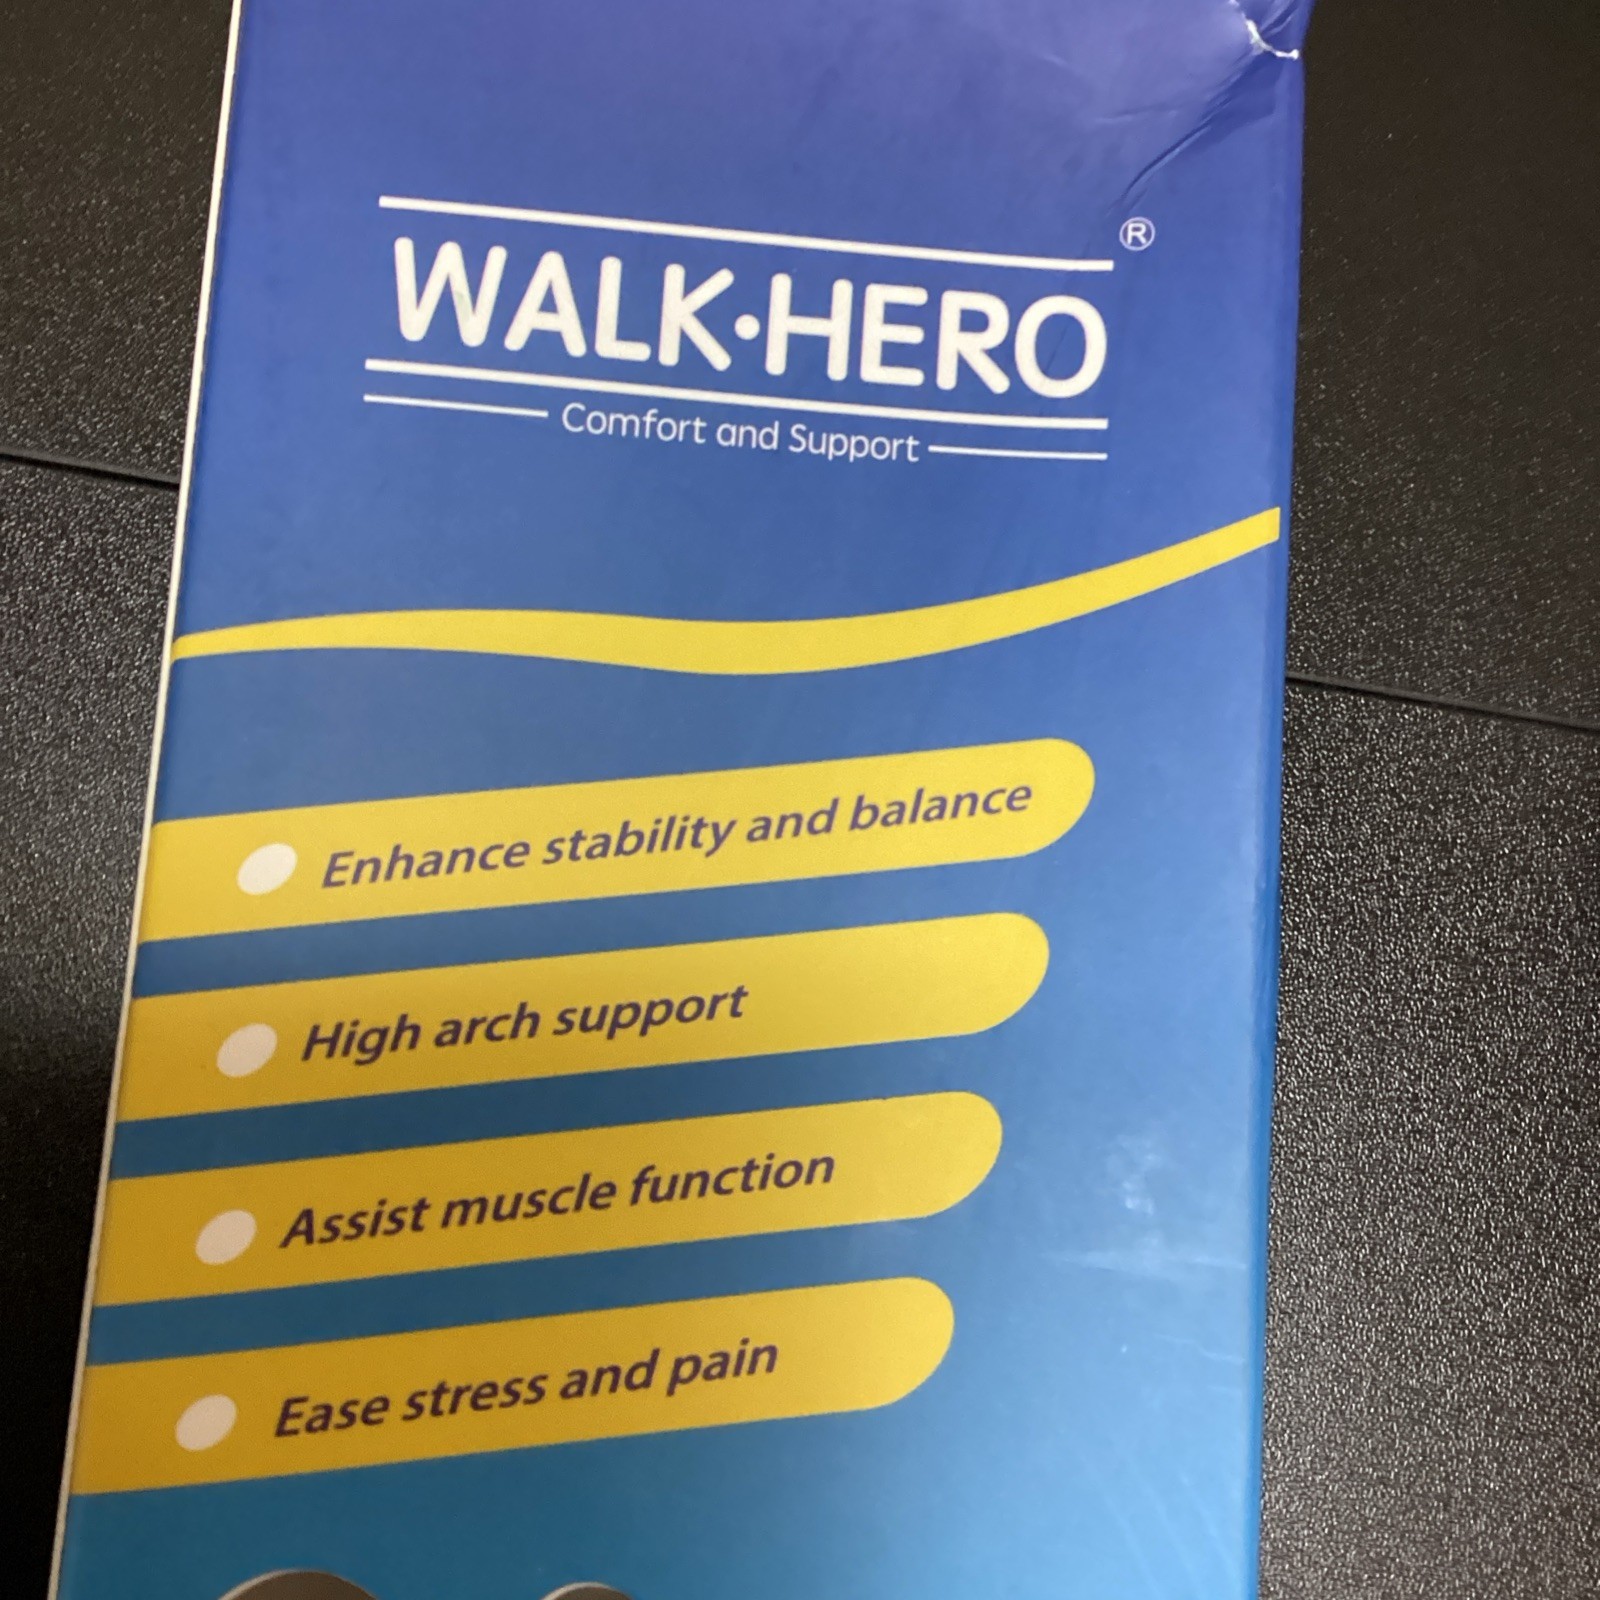 WALK·HERO®
Comfort and Support
Enhance stability and balance
High arch support
Assist muscle function
Ease stress and pain